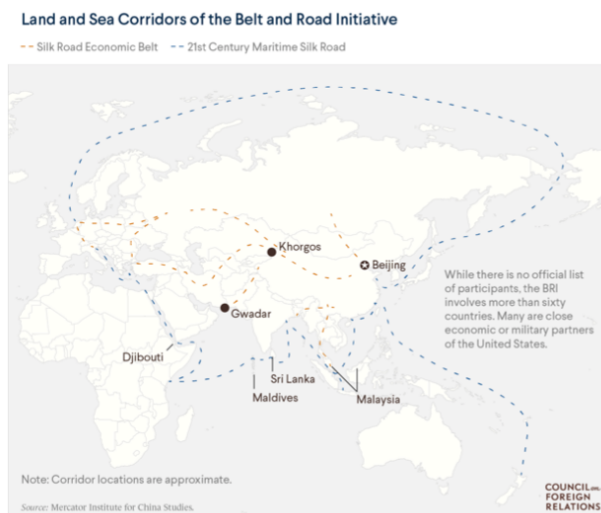 Land and Sea Corridors of the Belt and Road Initiative
Silk Road Economic Belt 21st Century Maritime Silk Road
Khorgos
Beijing
While there is no official list
of participants, the BRI
involves more than sixty
countries. Many are close
economic or military partners
of the United States.
Gwadar
Djibouti
Sri Lanka
Maldives
Malaysia
Note: Corridor locations are approximate.
Source: Mercator Institute for China Studies.
COUNCIL on
FOREIGN
RELATIONS